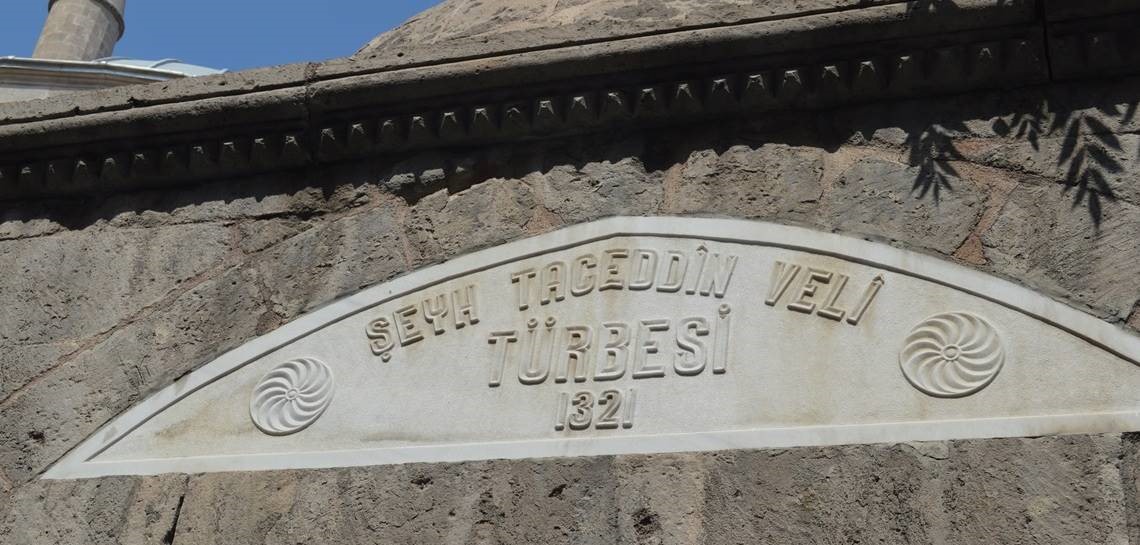 ŞEYH TACEDDÎN VELÎ
TÜRBESİ
1321